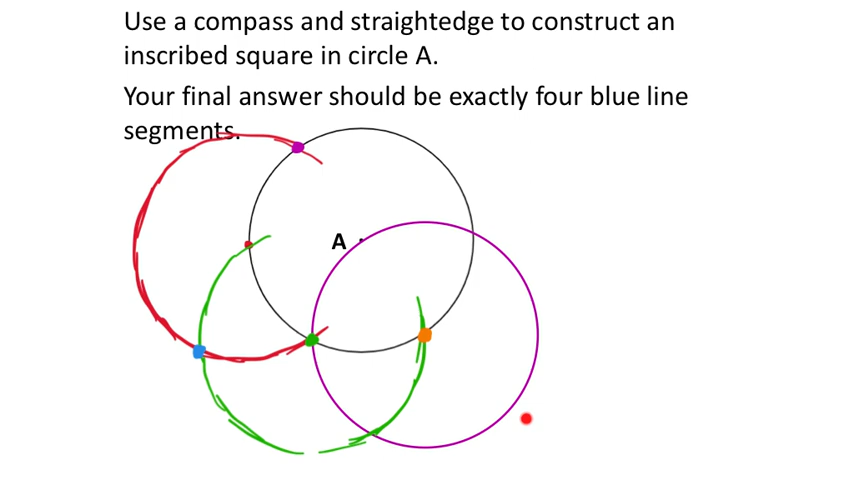 Use a compass and straightedge to construct an
inscribed square in circle A.
Your final answer should be exactly four blue line
segments.
A